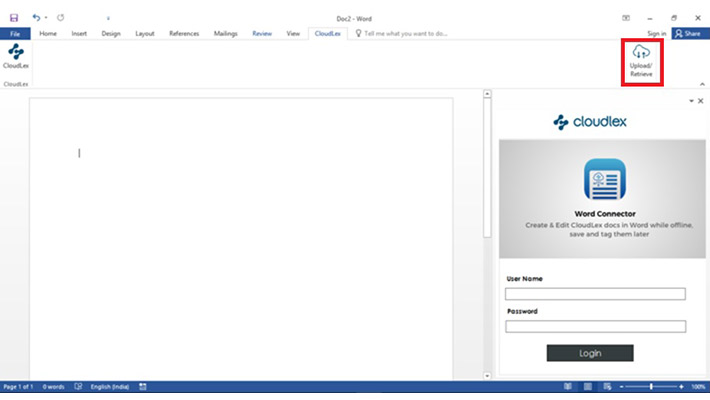 Doc2 - Word
File Home Insert Design Layout References Mailings Review View CloudLex Tell me what you want to do... Sign in Share
CloudLex
CloudLex
Upload/
Retrieve
cloudlex
Word Connector
Create & Edit CloudLex docs in Word while offline,
save and tag them later
User Name
Password
Login
Page 1 of 1 0 words English (India) 100%